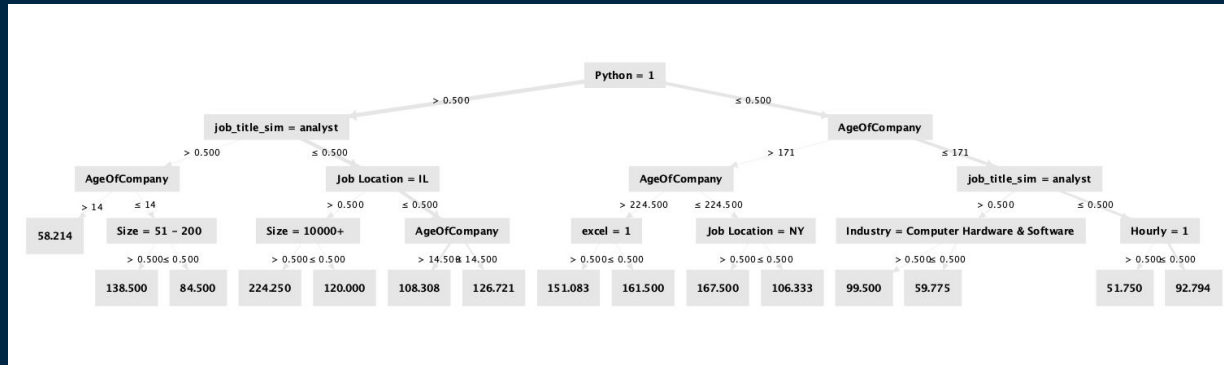 Python = 1
> 0.500 ≤ 0.500
job_title_sim = analyst AgeOfCompany
> 0.500 ≤ 0.500 > 171 ≤ 171
AgeOfCompany Job Location = IL AgeOfCompany job_title_sim = analyst
> 14 ≤ 14 > 0.500 ≤ 0.500 > 224.500 ≤ 224.500 > 0.500 ≤ 0.500
58.214 Size = 51 - 200 Size = 10000+ AgeOfCompany excel = 1 Job Location = NY Industry = Computer Hardware & Software Hourly = 1
> 0.500 ≤ 0.500 > 0.500 ≤ 0.500 > 14.500 ≤ 14.500 > 0.500 ≤ 0.500 > 0.500 ≤ 0.500 > 0.500 ≤ 0.500 > 0.500 ≤ 0.500
138.500 84.500 224.250 120.000 108.308 126.721 151.083 161.500 167.500 106.333 99.500 59.775 51.750 92.794